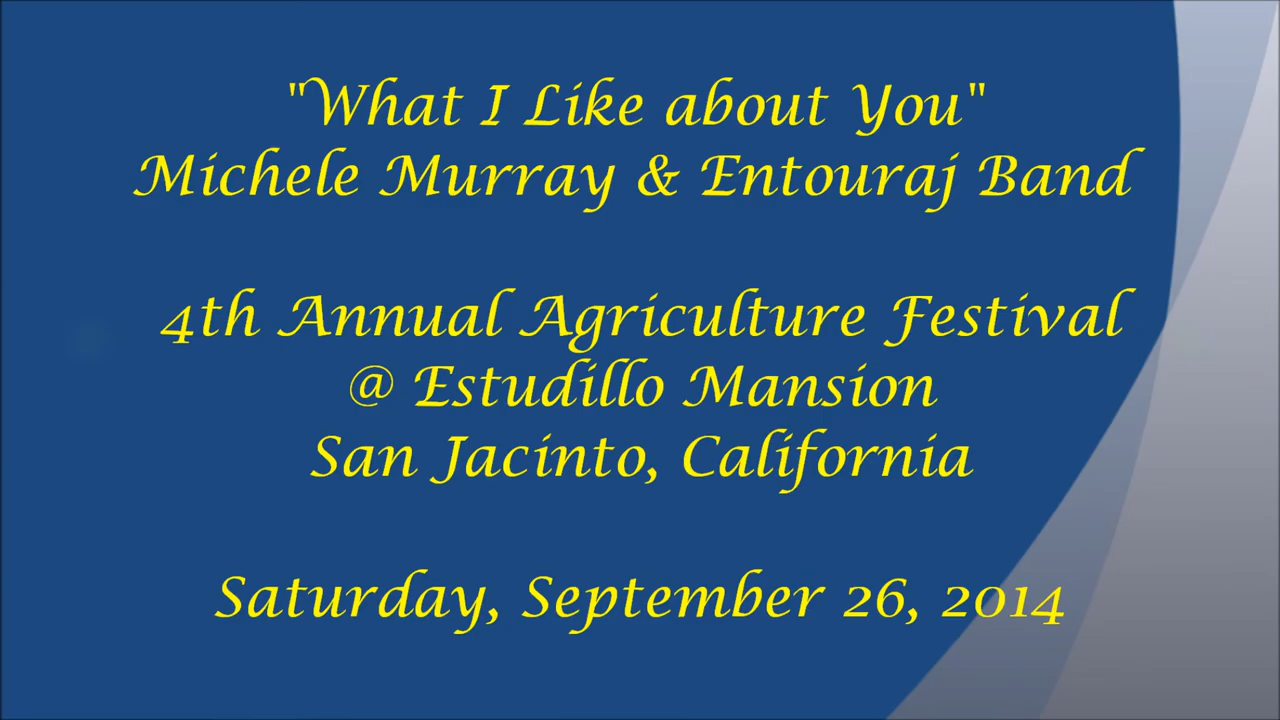 "What I Like about You"
Michele Murray & Entouraj Band
4th Annual Agriculture Festival
@ Estudillo Mansion
San Jacinto, California
Saturday, September 26, 2014